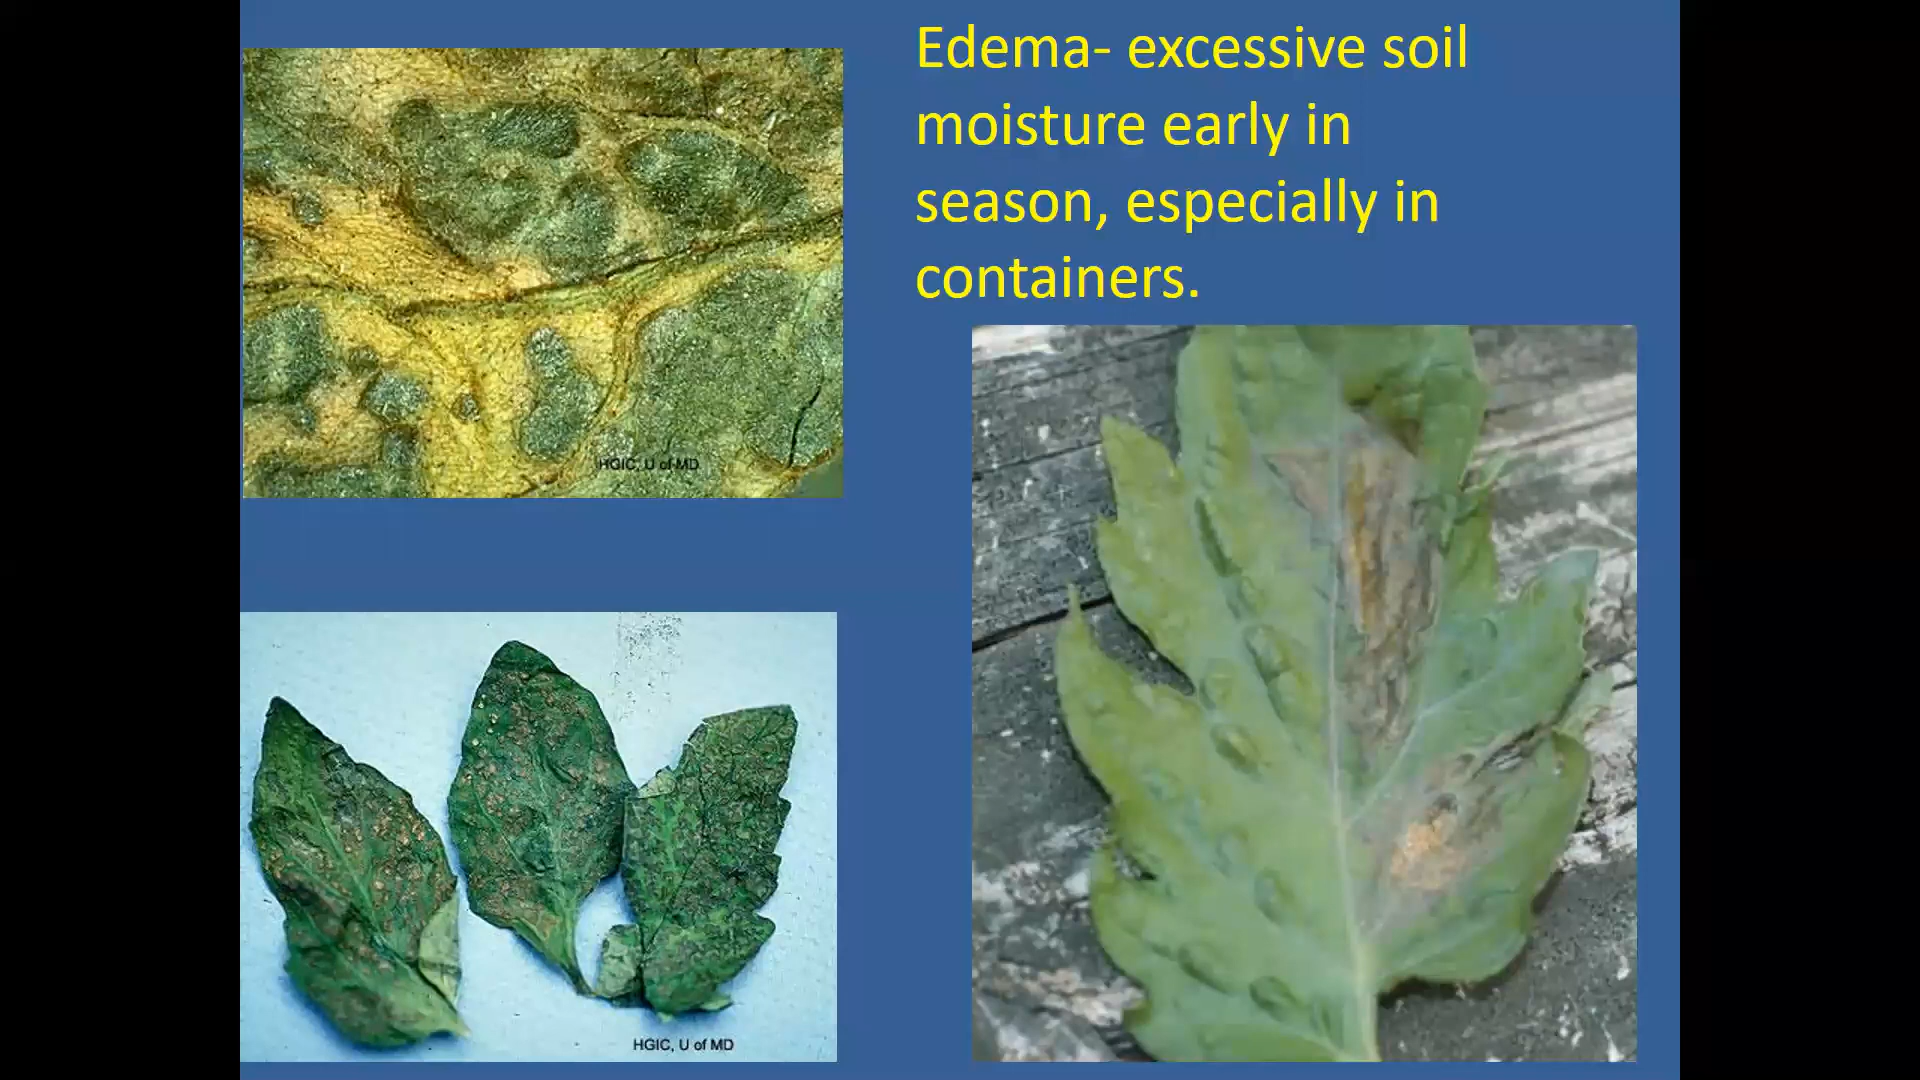 Edema- excessive soil
moisture early in
season, especially in
containers.
HGIC, U of MD
HGIC, U of MD